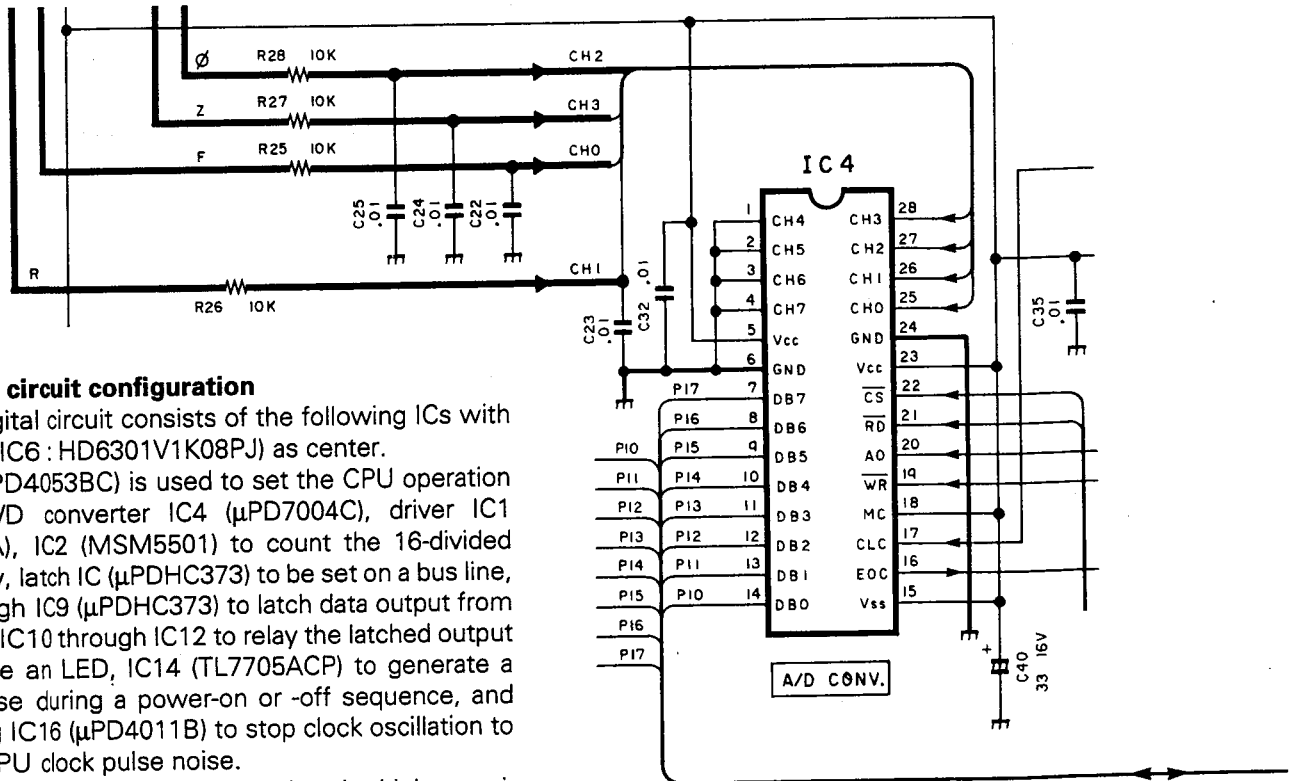 Ø R28 10K CH2
Z R27 10K CH3
F R25 10K CH0
C25 .01 C24 .01 C22 .01
R R26 10K CH1
C23 .01 C32 .01
IC4
1 CH4 CH3 28
2 CH5 CH2 27
3 CH6 CH1 26
4 CH7 CH0 25
5 Vcc GND 24
6 GND Vcc 23
P17 7 DB7 CS 22
P16 8 DB6 RD 21
P15 9 DB5 A0 20
P14 10 DB4 WR 19
P13 11 DB3 MC 18
P12 12 DB2 CLC 17
P11 13 DB1 EOC 16
P10 14 DB0 Vss 15
A/D CONV.
P10
P11
P12
P13
P14
P15
P16
P17
C35 .01
+ C40 33 16V
circuit configuration
gital circuit consists of the following ICs with
IC6 : HD6301V1K08PJ) as center.
PD4053BC) is used to set the CPU operation
/D converter IC4 (µPD7004C), driver IC1
A), IC2 (MSM5501) to count the 16-divided
y, latch IC (µPDHC373) to be set on a bus line,
gh IC9 (µPDHC373) to latch data output from
IC10 through IC12 to relay the latched output
e an LED, IC14 (TL7705ACP) to generate a
se during a power-on or -off sequence, and
IC16 (µPD4011B) to stop clock oscillation to
PU clock pulse noise.